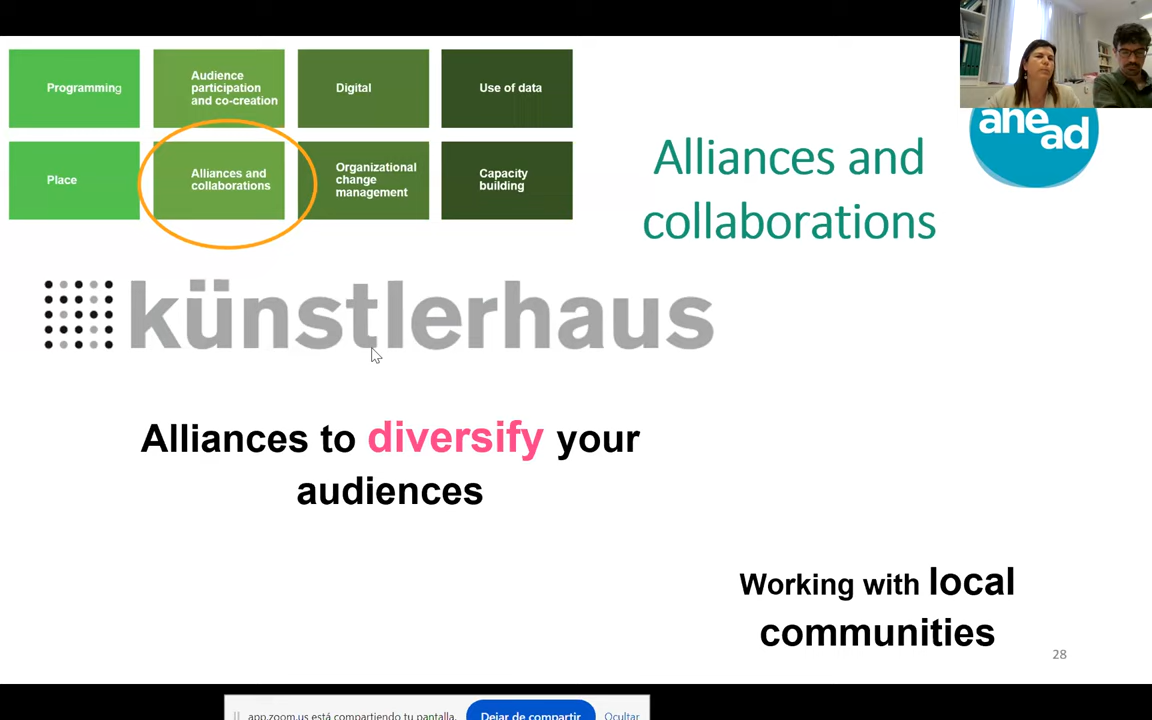 Programming
Audience
participation
and co-creation
Digital
Use of data
Place
Alliances and
collaborations
Organizational
change
management
Capacity
building
Alliances and
collaborations
ahead
künstlerhaus
Alliances to diversify your
audiences
Working with local
communities
28
app.zoom.us está compartiendo tu pantalla.
Dejar de compartir
Ocultar